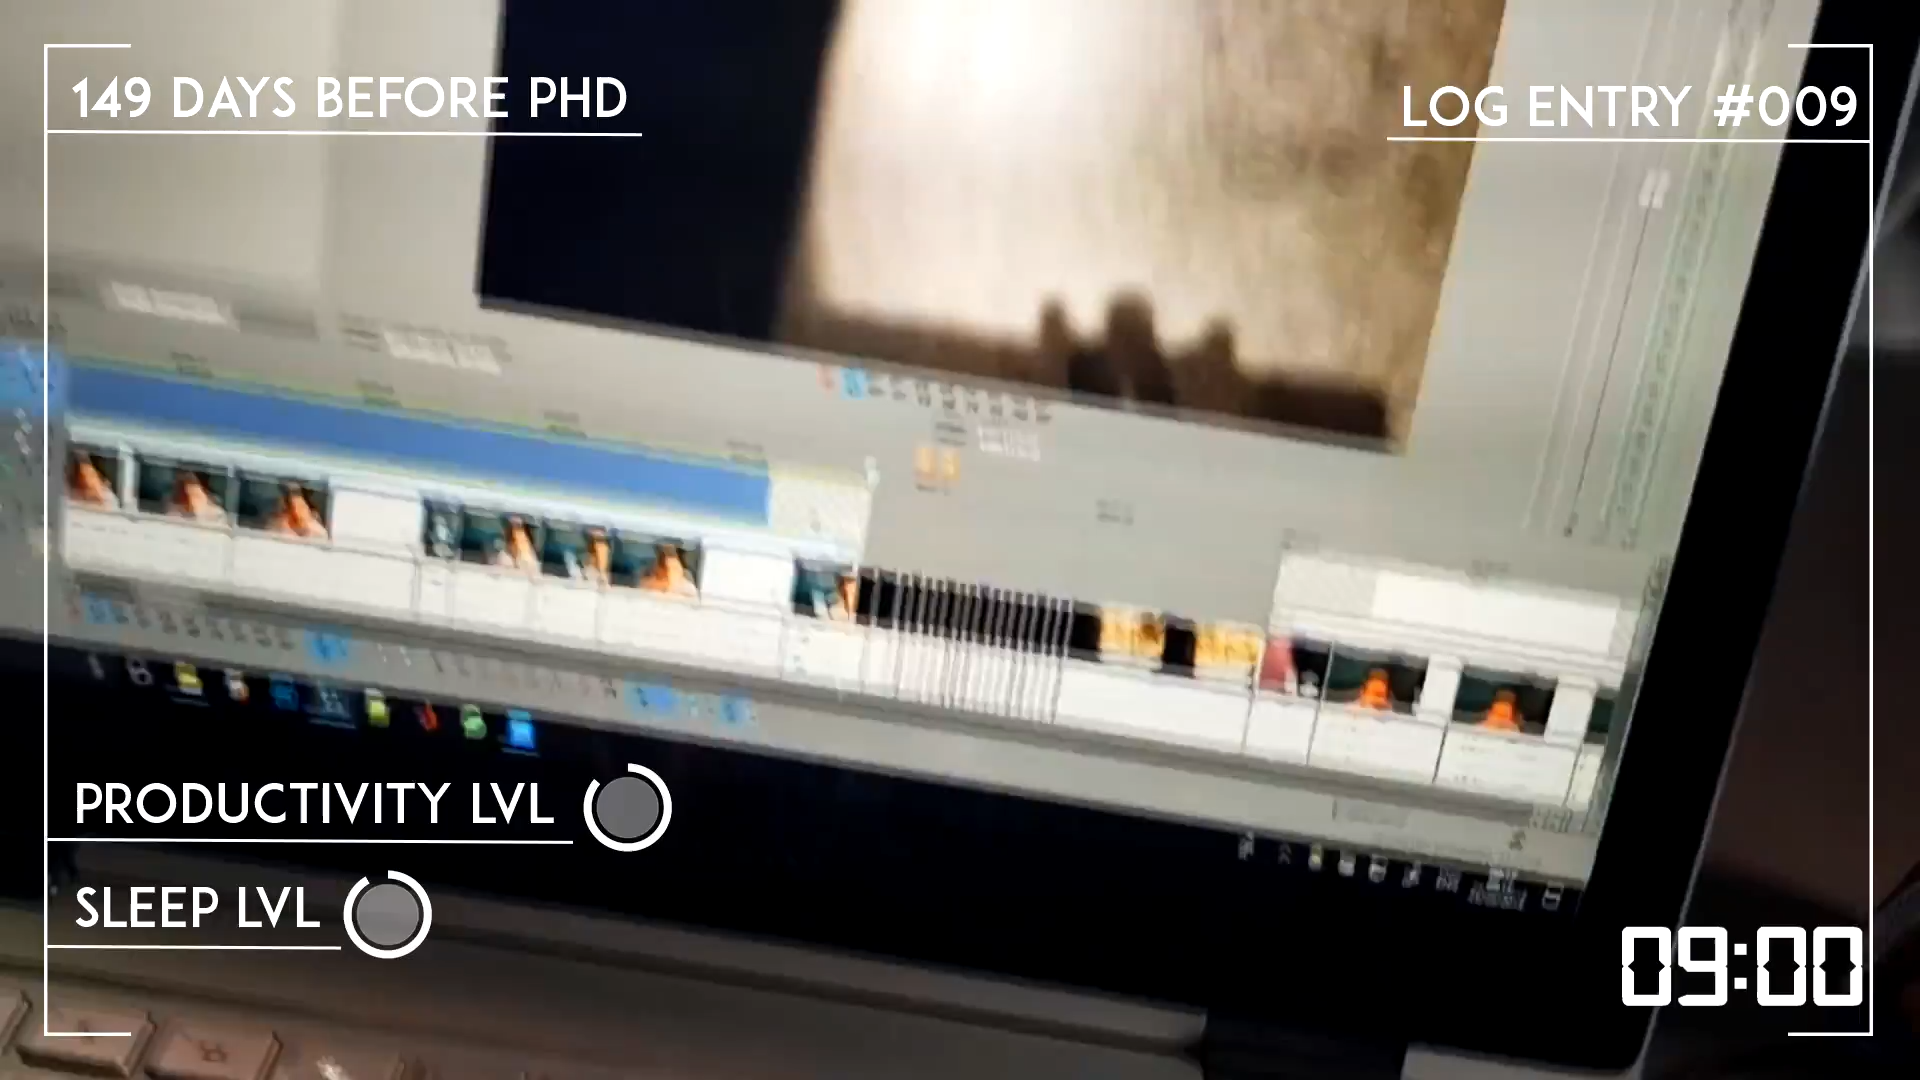 149 DAYS BEFORE PHD
LOG ENTRY #009
PRODUCTIVITY LVL
SLEEP LVL
09:00